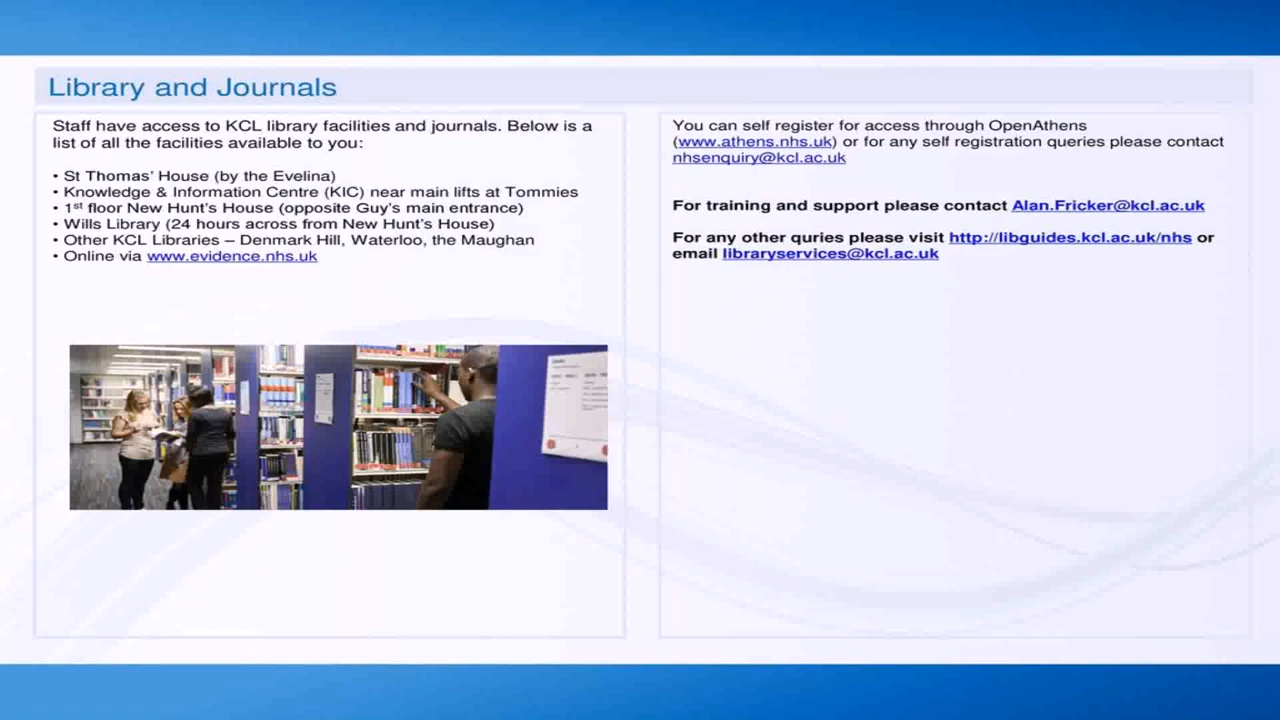 Library and Journals
Staff have access to KCL library facilities and journals. Below is a
list of all the facilities available to you:
• St Thomas’ House (by the Evelina)
• Knowledge & Information Centre (KIC) near main lifts at Tommies
• 1st floor New Hunt’s House (opposite Guy’s main entrance)
• Wills Library (24 hours across from New Hunt’s House)
• Other KCL Libraries – Denmark Hill, Waterloo, the Maughan
• Online via www.evidence.nhs.uk
You can self register for access through OpenAthens
(www.athens.nhs.uk) or for any self registration queries please contact
nhsenquiry@kcl.ac.uk
For training and support please contact Alan.Fricker@kcl.ac.uk
For any other quries please visit http://libguides.kcl.ac.uk/nhs or
email libraryservices@kcl.ac.uk